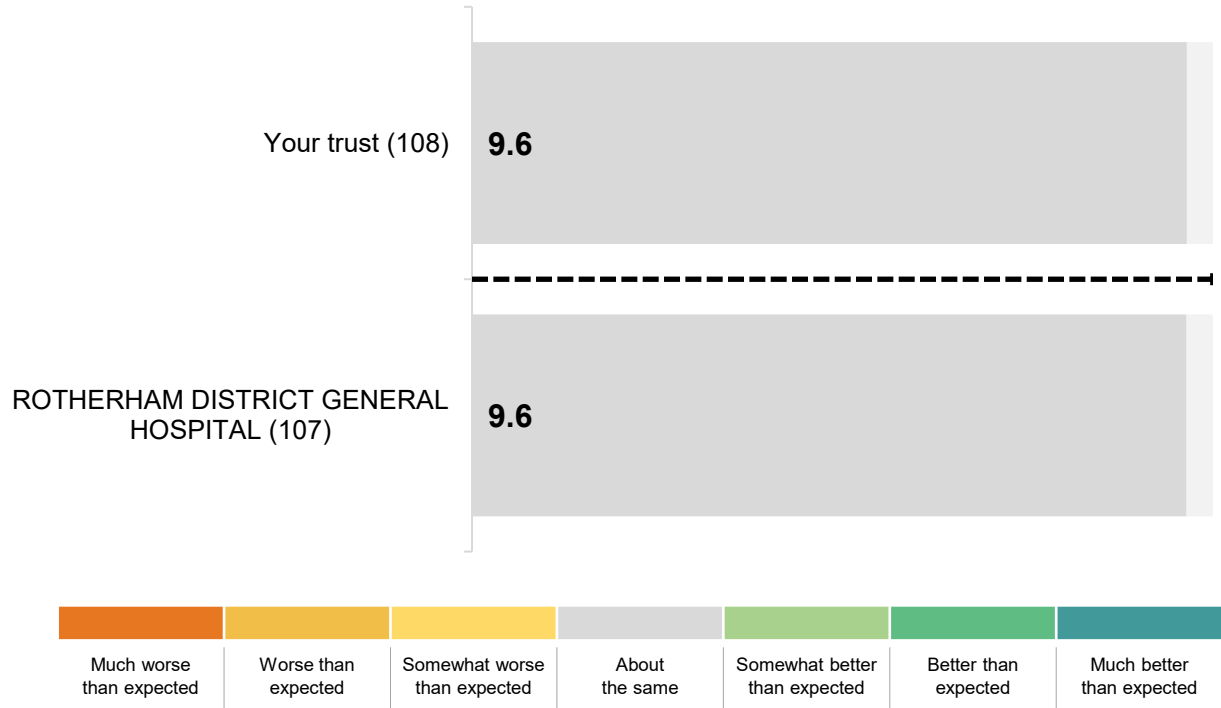 Your trust (108)
9.6
ROTHERHAM DISTRICT GENERAL
HOSPITAL (107)
9.6
Much worse
than expected
Worse than
expected
Somewhat worse
than expected
About
the same
Somewhat better
than expected
Better than
expected
Much better
than expected